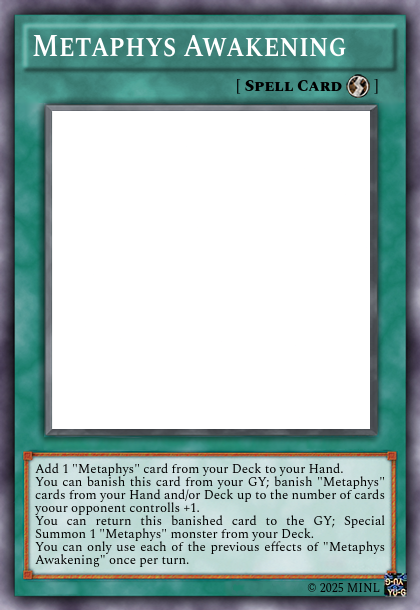 Metaphys Awakening
[ Spell Card ]
Add 1 "Metaphys" card from your Deck to your Hand.
You can banish this card from your GY; banish "Metaphys"
cards from your Hand and/or Deck up to the number of cards
yoour opponent controlls +1.
You can return this banished card to the GY; Special
Summon 1 "Metaphys" monster from your Deck.
You can only use each of the previous effects of "Metaphys
Awakening" once per turn.
© 2025 MINL